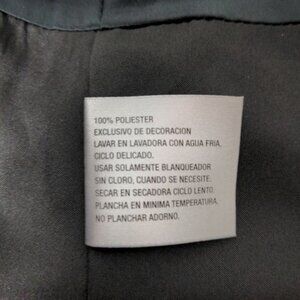 100% POLIESTER
EXCLUSIVO DE DECORACION
LAVAR EN LAVADORA CON AGUA FRIA,
CICLO DELICADO.
USAR SOLAMENTE BLANQUEADOR
SIN CLORO, CUANDO SE NECESITE.
SECAR EN SECADORA CICLO LENTO.
PLANCHA EN MINIMA TEMPERATURA,
NO PLANCHAR ADORNO.